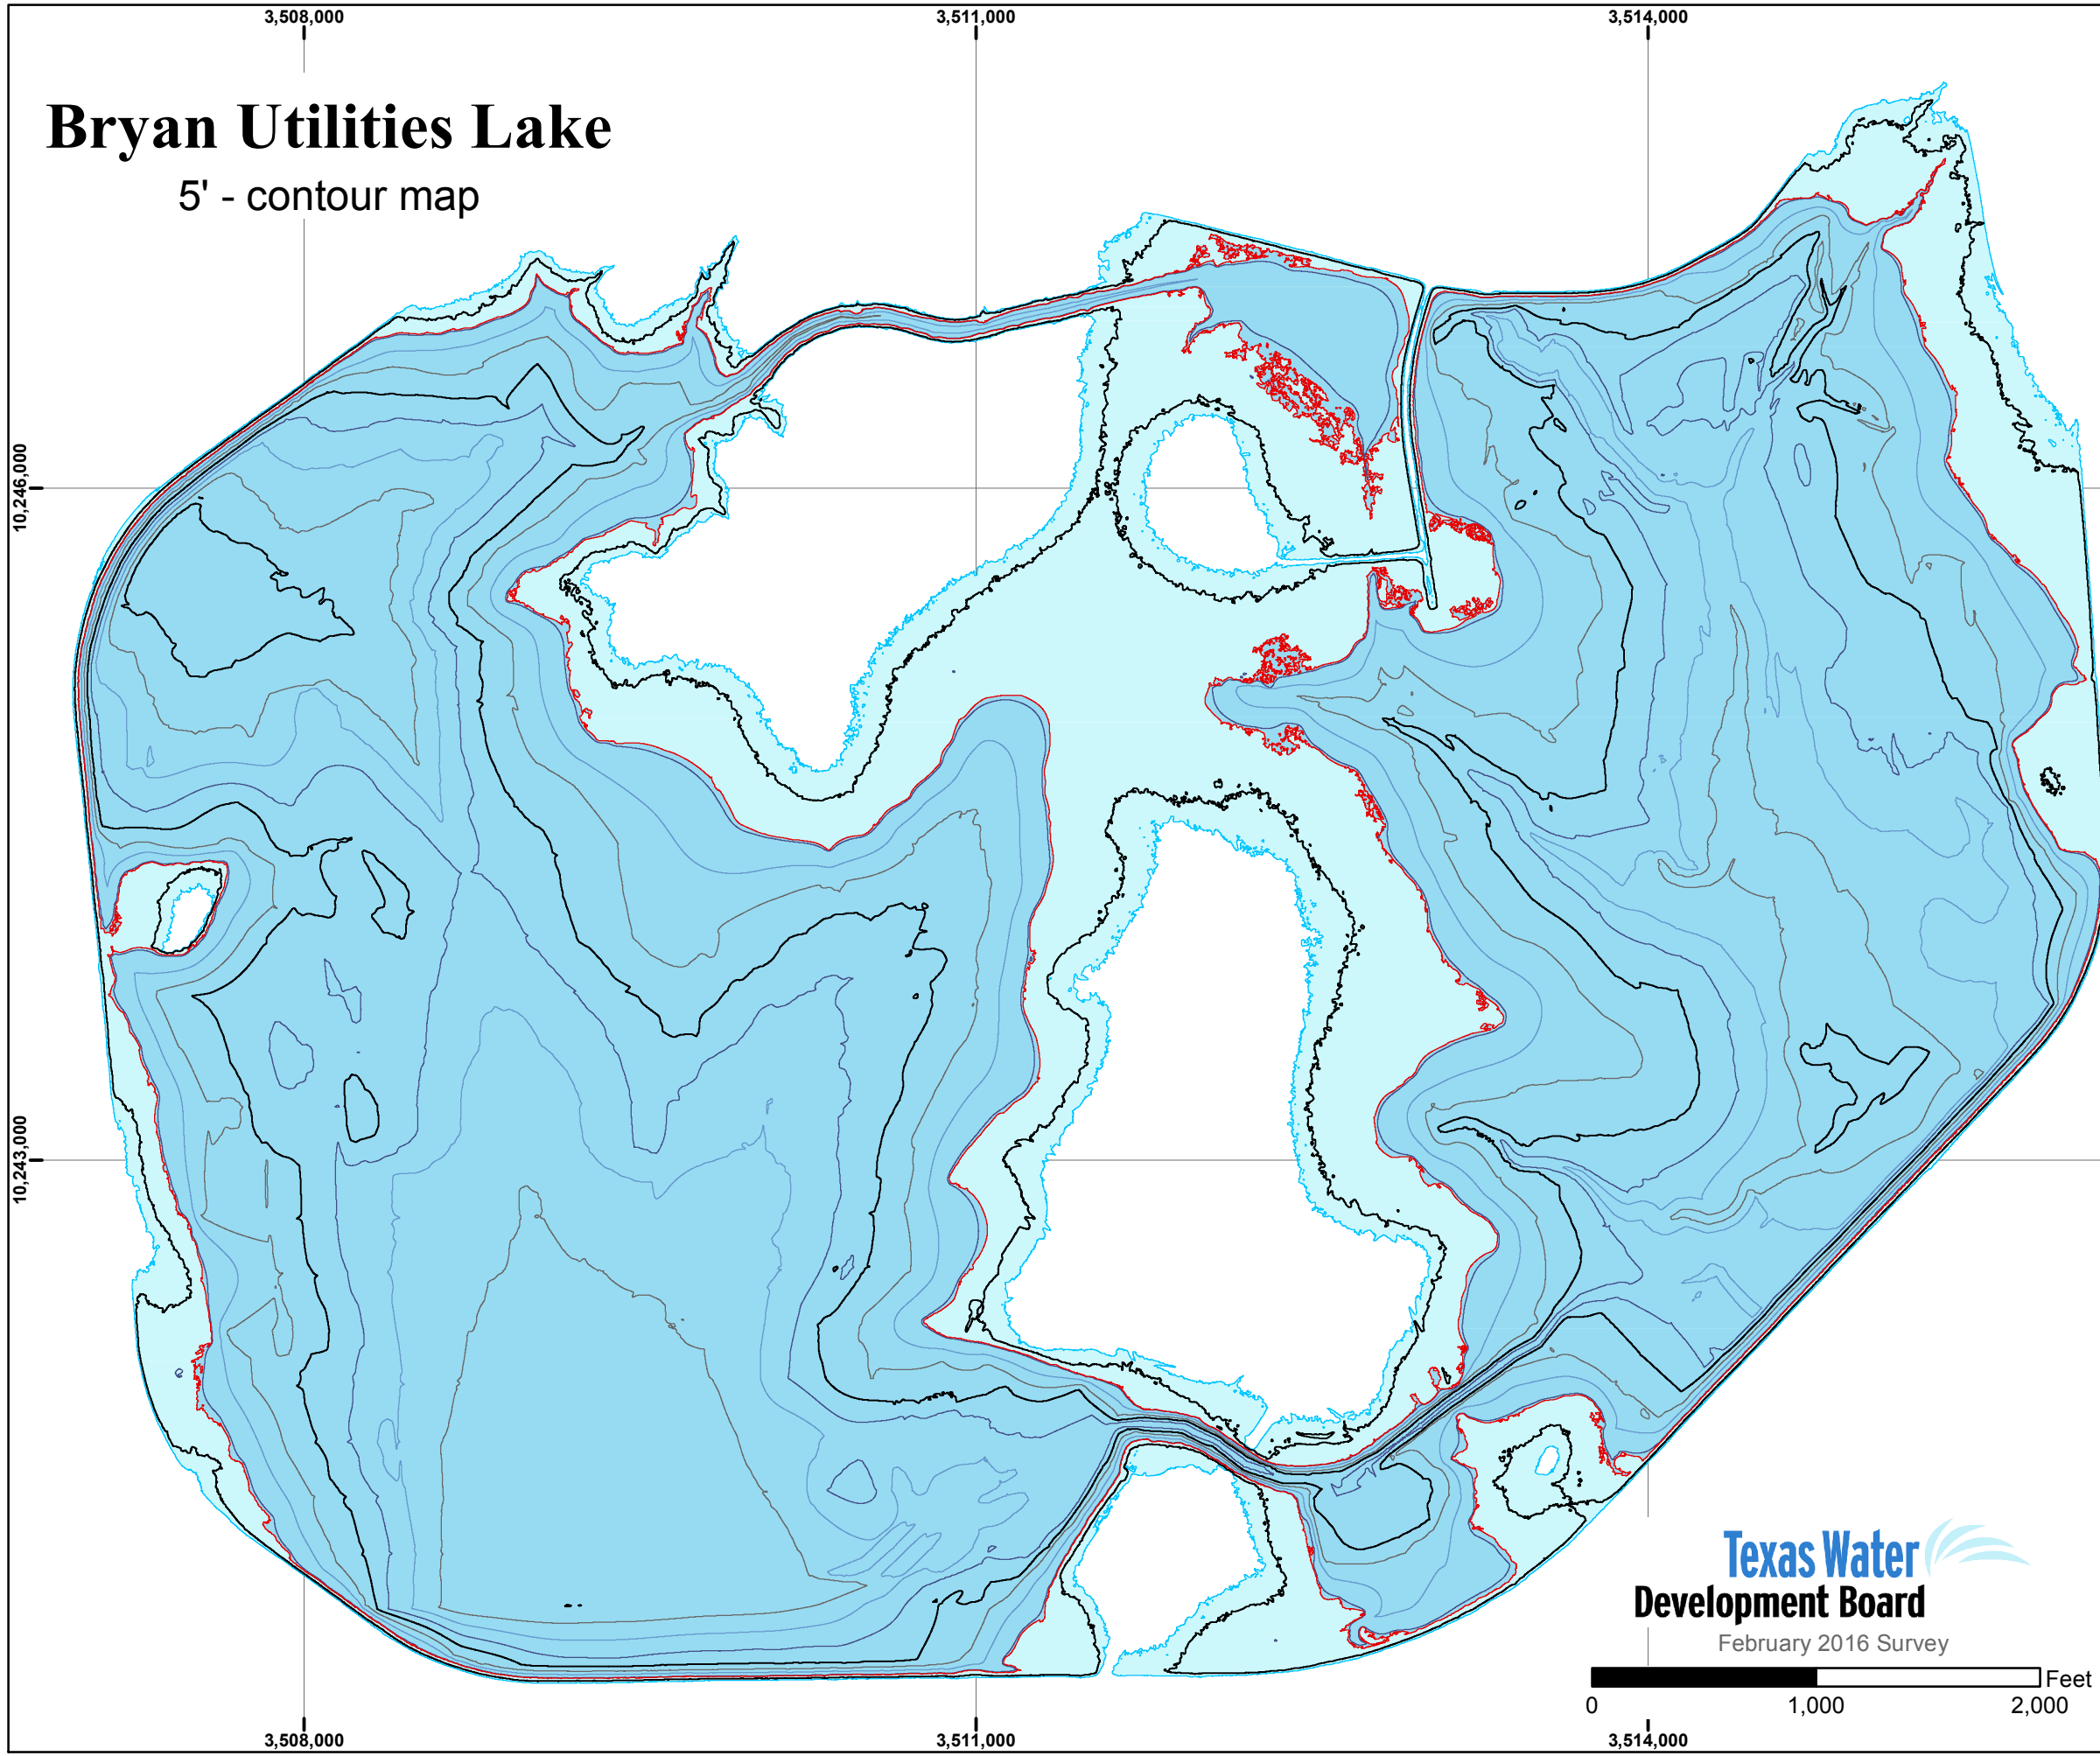 3,508,000 3,511,000 3,514,000
Bryan Utilities Lake
5' - contour map
10,246,000
10,243,000
Texas Water
Development Board
February 2016 Survey
Feet
0 1,000 2,000
3,508,000 3,511,000 3,514,000